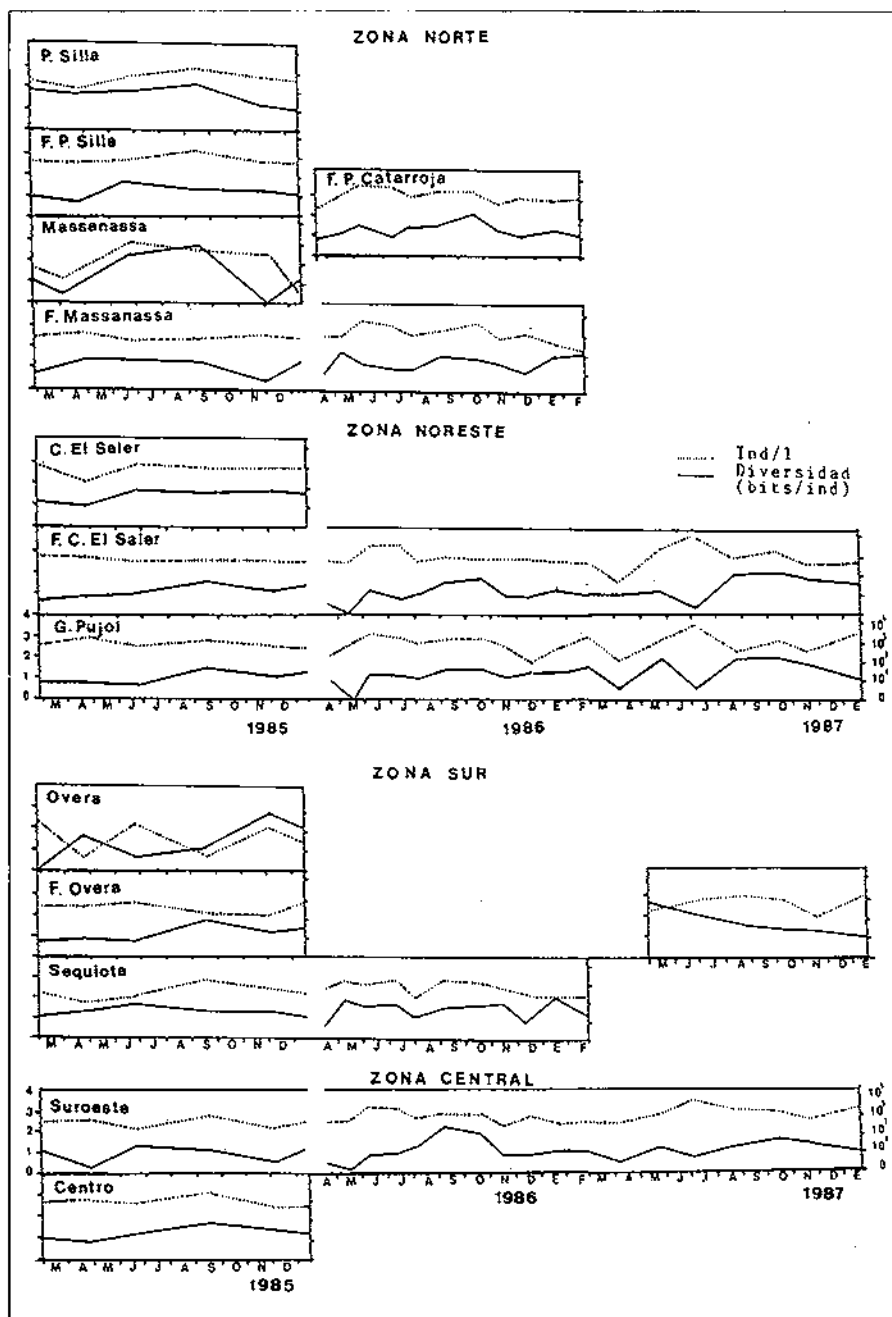 ZONA NORTE
P. Silla
F. P. Silla
F. P. Catarroja
Massanassa
F. Massanassa
M A M J J A S O N D
A M J J A S O N D E F
ZONA NORESTE
C. El Saler
Ind/l
Diversidad
(bits/ind)
F. C. El Saler
G. Pujol
4
3
2
1
0
M A M J J A S O N D
A M J J A S O N D E F M A M J J A S O N D E
1985
1986
1987
ZONA SUR
Overa
F. Overa
M J J A S O N D E
Sequiota
M A M J J A S O N D
A M J J A S O N D E F
ZONA CENTRAL
Suroeste
4
3
2
1
0
0
A M J J A S O N D E F M A M J J A S O N D E
1986
1987
Centro
M A M J J A S O N D
1985